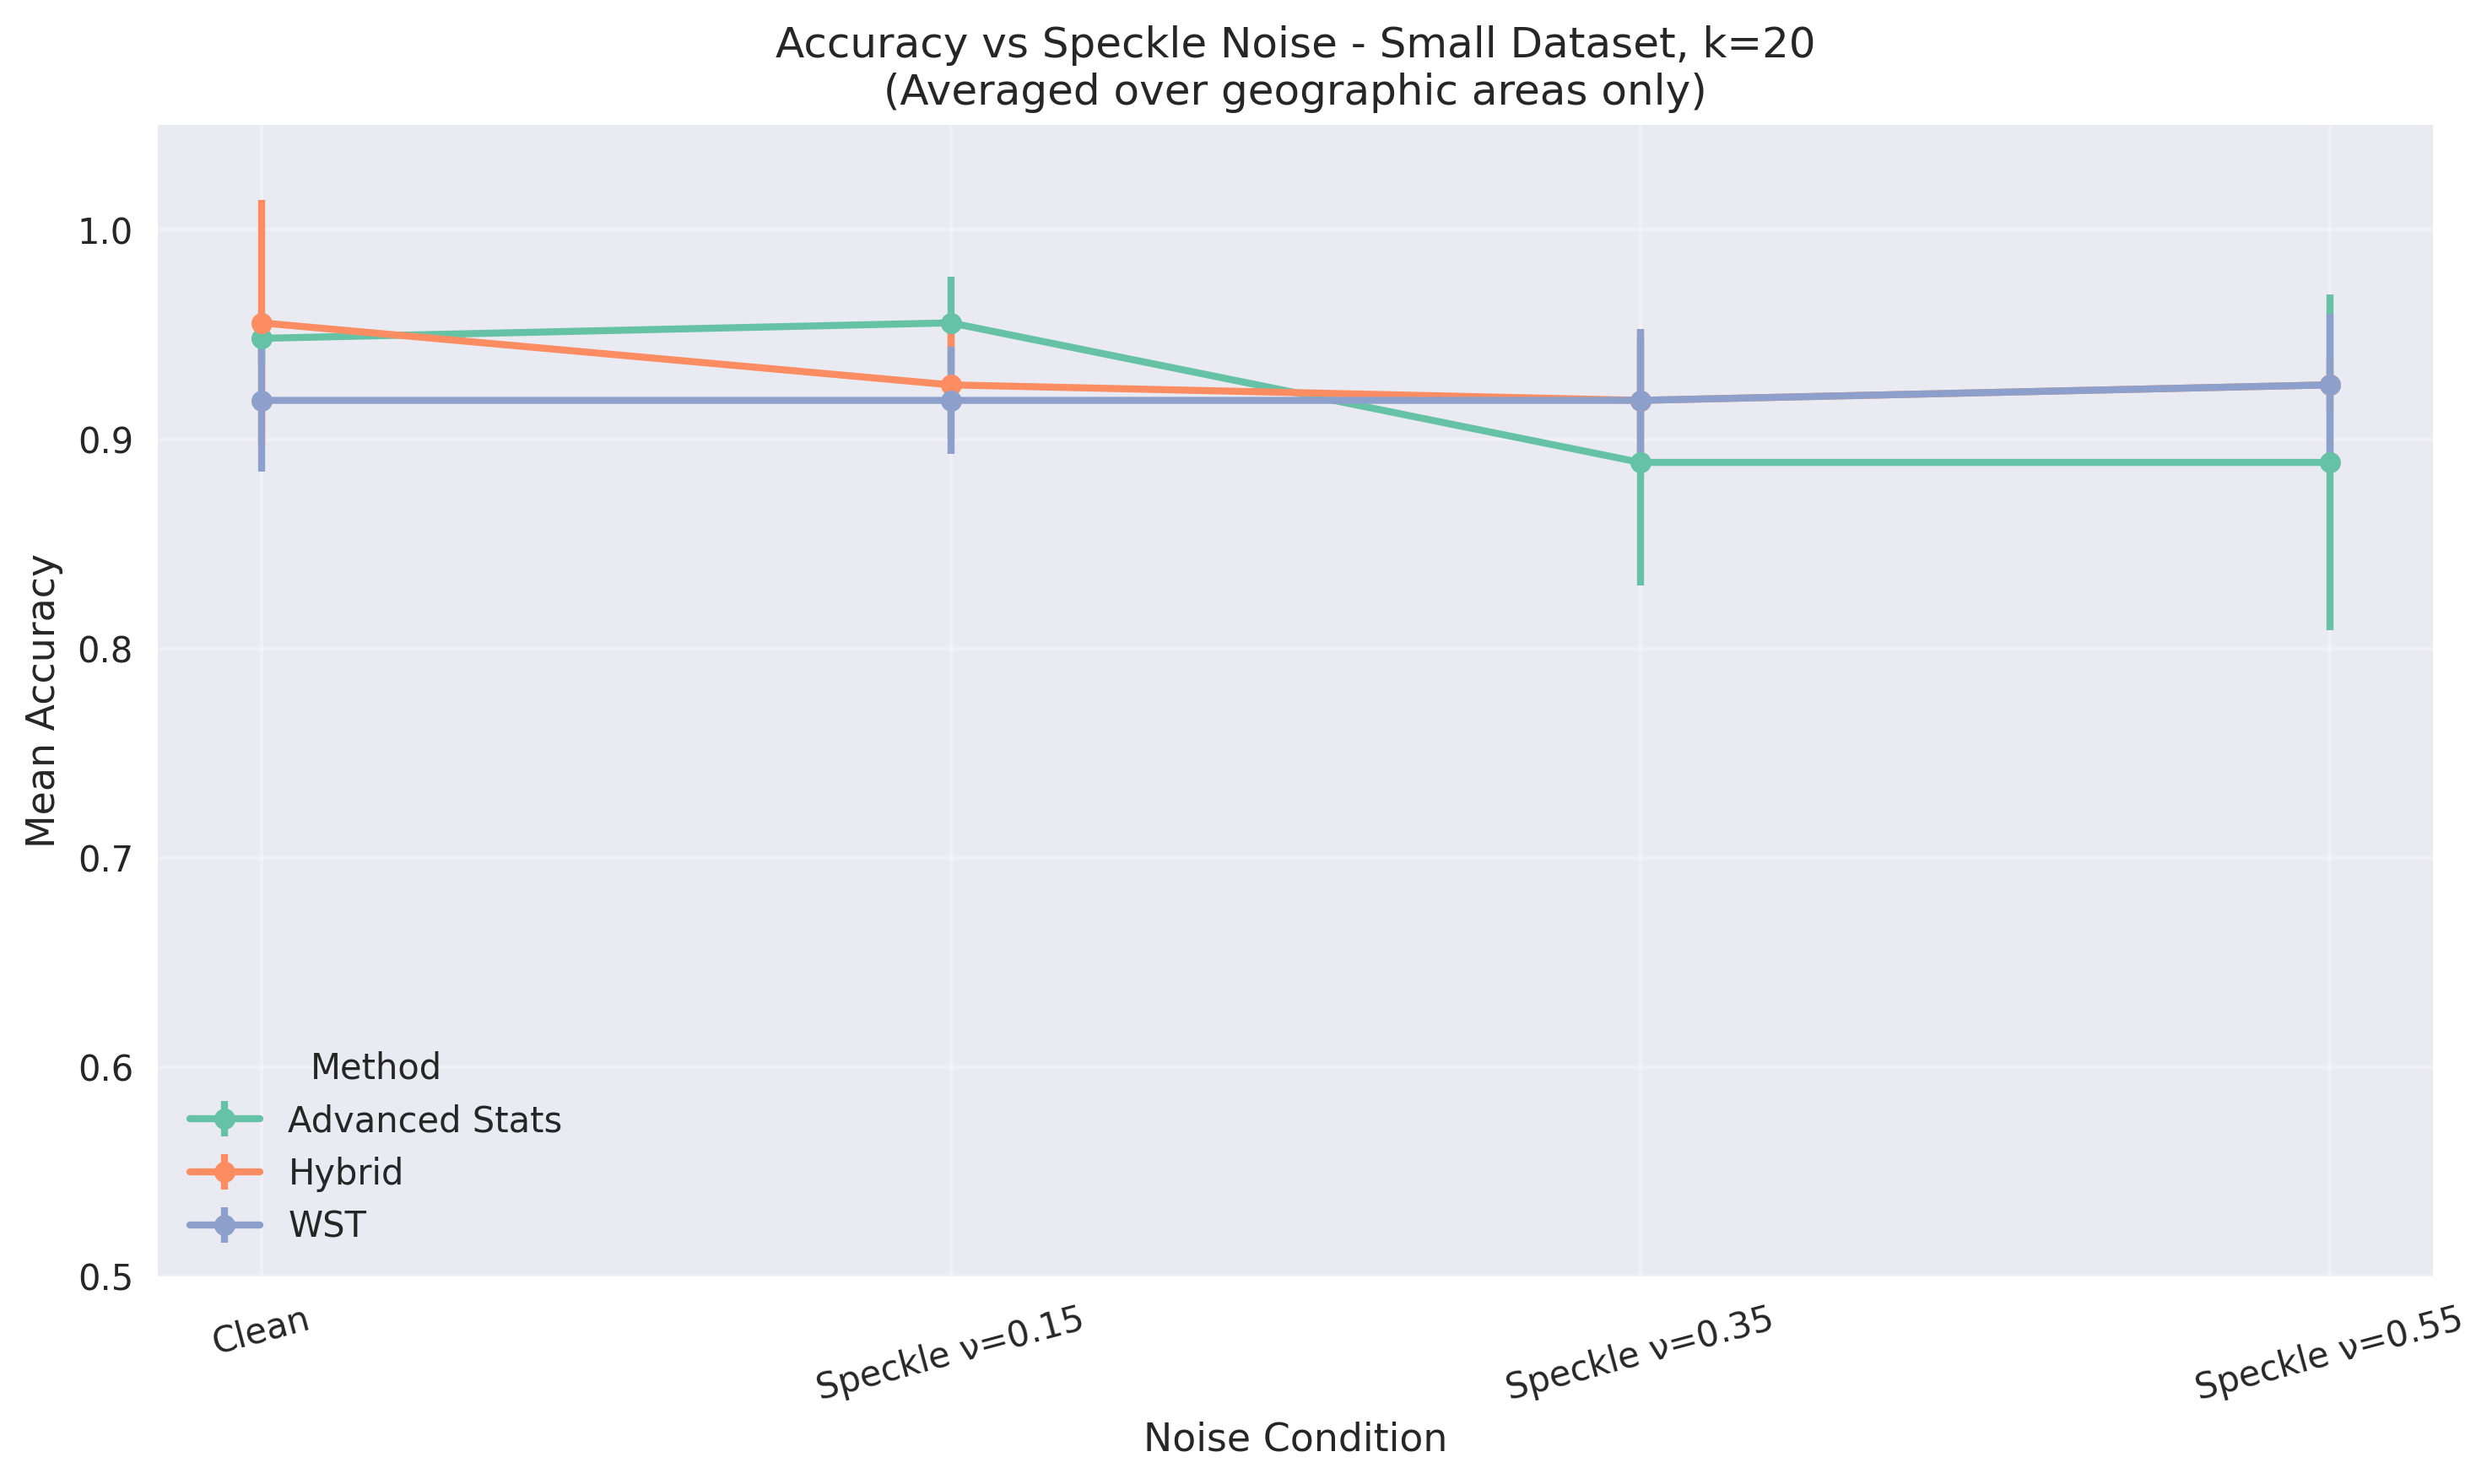 Accuracy vs Speckle Noise - Small Dataset, k=20
(Averaged over geographic areas only)
Mean Accuracy
1.0
0.9
0.8
0.7
0.6
0.5
Method
Advanced Stats
Hybrid
WST
Clean
Speckle ν=0.15
Speckle ν=0.35
Speckle ν=0.55
Noise Condition